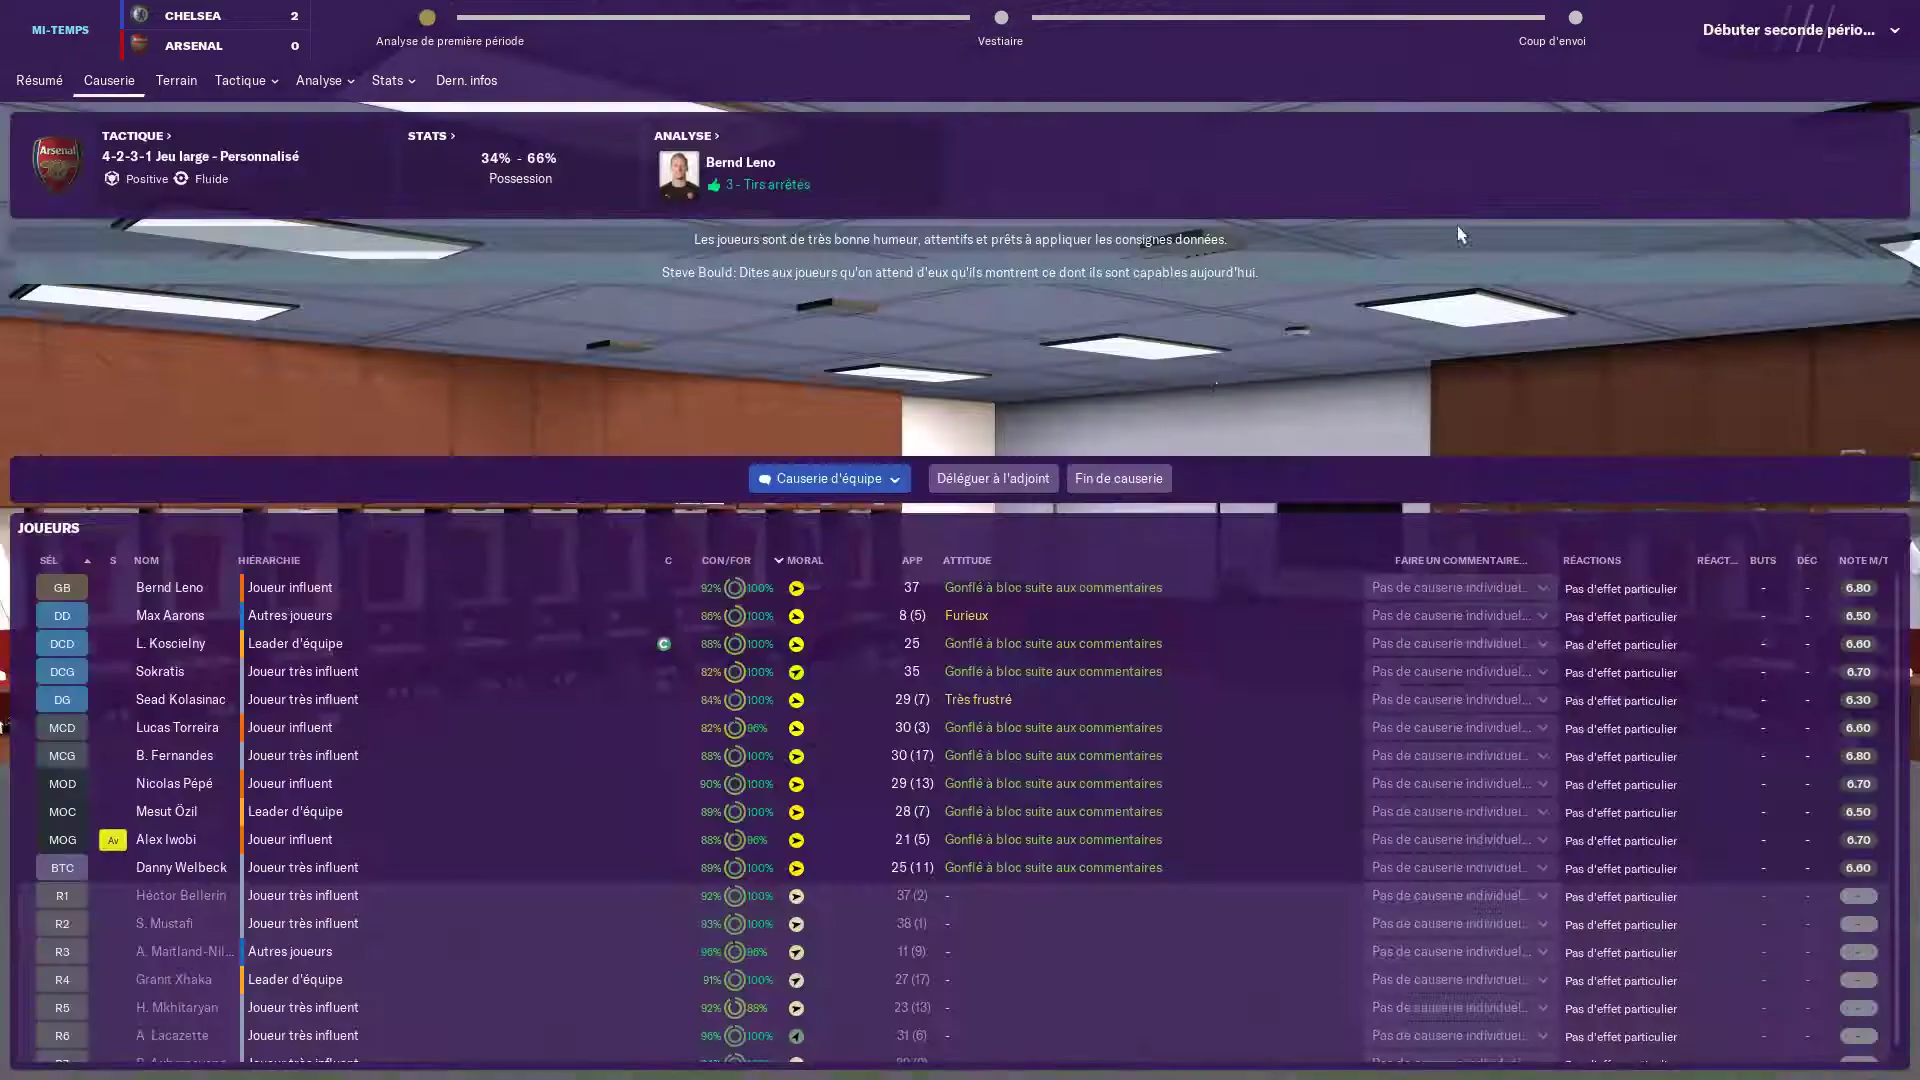 MI-TEMPS
CHELSEA 2
ARSENAL 0
Analyse de première période
Vestiaire
Coup d'envoi
Débuter seconde pério...
Résumé Causerie Terrain Tactique Analyse Stats Dern. infos
Arsenal
TACTIQUE >
4-2-3-1 Jeu large - Personnalisé
Positive Fluide
STATS >
34% - 66%
Possession
ANALYSE >
Bernd Leno
3 - Tirs arrêtés
Les joueurs sont de très bonne humeur, attentifs et prêts à appliquer les consignes données.
Steve Bould: Dites aux joueurs qu'on attend d'eux qu'ils montrent ce dont ils sont capables aujourd'hui.
Causerie d'équipe Déléguer à l'adjoint Fin de causerie
JOUEURS
SÉL S NOM HIÉRARCHIE C CON/FOR MORAL APP ATTITUDE FAIRE UN COMMENTAIRE... RÉACTIONS RÉACT... BUTS DÉC NOTE M/T
GB Bernd Leno Joueur influent 92% 100% 37 Gonflé à bloc suite aux commentaires Pas de causerie individuel... Pas d'effet particulier - - 6.80
DD Max Aarons Autres joueurs 86% 100% 8 (5) Furieux Pas de causerie individuel... Pas d'effet particulier - - 6.50
DCD L. Koscielny Leader d'équipe C 88% 100% 25 Gonflé à bloc suite aux commentaires Pas de causerie individuel... Pas d'effet particulier - - 6.60
DCG Sokratis Joueur très influent 82% 100% 35 Gonflé à bloc suite aux commentaires Pas de causerie individuel... Pas d'effet particulier - - 6.70
DG Sead Kolasinac Joueur très influent 84% 100% 29 (7) Très frustré Pas de causerie individuel... Pas d'effet particulier - - 6.30
MCD Lucas Torreira Joueur influent 82% 96% 30 (3) Gonflé à bloc suite aux commentaires Pas de causerie individuel... Pas d'effet particulier - - 6.60
MCG B. Fernandes Joueur très influent 88% 100% 30 (17) Gonflé à bloc suite aux commentaires Pas de causerie individuel... Pas d'effet particulier - - 6.80
MOD Nicolas Pépé Joueur influent 90% 100% 29 (13) Gonflé à bloc suite aux commentaires Pas de causerie individuel... Pas d'effet particulier - - 6.70
MOC Mesut Özil Leader d'équipe 89% 100% 28 (7) Gonflé à bloc suite aux commentaires Pas de causerie individuel... Pas d'effet particulier - - 6.50
MOG Av Alex Iwobi Joueur influent 88% 96% 21 (5) Gonflé à bloc suite aux commentaires Pas de causerie individuel... Pas d'effet particulier - - 6.70
BTC Danny Welbeck Joueur très influent 89% 100% 25 (11) Gonflé à bloc suite aux commentaires Pas de causerie individuel... Pas d'effet particulier - - 6.60
R1 Héctor Bellerín Joueur très influent 92% 100% 37 (2) - Pas de causerie individuel... Pas d'effet particulier - - -
R2 S. Mustafi Joueur très influent 93% 100% 38 (1) - Pas de causerie individuel... Pas d'effet particulier - - -
R3 A. Maitland-Nil... Autres joueurs 96% 96% 11 (9) - Pas de causerie individuel... Pas d'effet particulier - - -
R4 Granit Xhaka Leader d'équipe 91% 100% 27 (17) - Pas de causerie individuel... Pas d'effet particulier - - -
R5 H. Mkhitaryan Joueur très influent 92% 88% 23 (13) - Pas de causerie individuel... Pas d'effet particulier - - -
R6 A. Lacazette Joueur très influent 96% 100% 31 (6) - Pas de causerie individuel... Pas d'effet particulier - - -